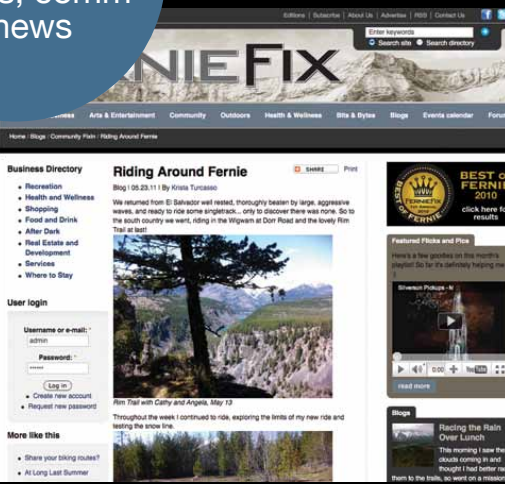 s, comm
news
Editions | Subscribe | About Us | Advertise | RSS | Contact Us
Enter keywords
Search site Search directory
NIE FIX
Arts & Entertainment Community Outdoors Health & Wellness Bits & Bytes Blogs Events calendar Foru
Home : Blogs : Community Fixin : Riding Around Fernie
Business Directory
Recreation
Health and Wellness
Shopping
Food and Drink
After Dark
Real Estate and
Development
Services
Where to Stay
User login
Username or e-mail: *
admin
Password: *
Log in
Create new account
Request new password
More like this
Share your biking routes?
At Long Last Summer
Riding Around Fernie
SHARE Print
Blog | 05.23.11 | By Krista Turcasso
We returned from El Salvador well rested, thoroughly beaten by large, aggressive
waves, and ready to ride some singletrack... only to discover there was none. So to
the south country we went, riding in the Wigwam at Dorr Road and the lovely Rim
Trail at last!
Rim Trail with Cathy and Angela, May 13
Throughout the week I continued to ride, exploring the limits of my new ride and
testing the snow line.
BEST o
FERNIE
2010
click here fo
results
Featured Flicks and Pics
Here's a few goodies on this month's
playlist! So far it's definitely helping me
:)
Silverson Pickups - N
0:00
YouTube
read more
Blogs
Racing the Rain
Over Lunch
This morning I saw the
clouds coming in and
thought I had better rac
them to the trails, so went on a mission